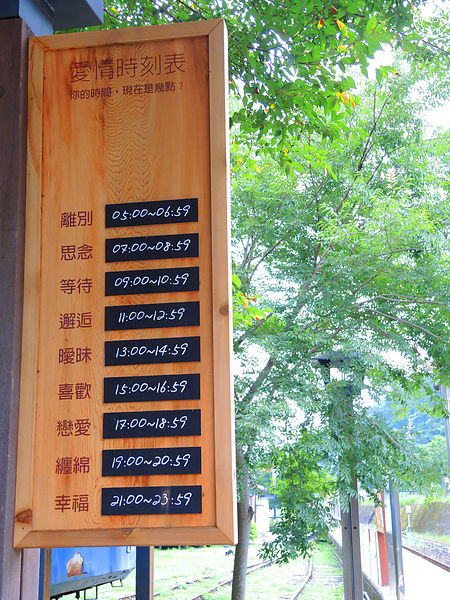 愛情時刻表
你的時間，現在是幾點？
離別 05:00~06:59
思念 07:00~08:59
等待 09:00~10:59
邂逅 11:00~12:59
曖昧 13:00~14:59
喜歡 15:00~16:59
戀愛 17:00~18:59
纏綿 19:00~20:59
幸福 21:00~23:59